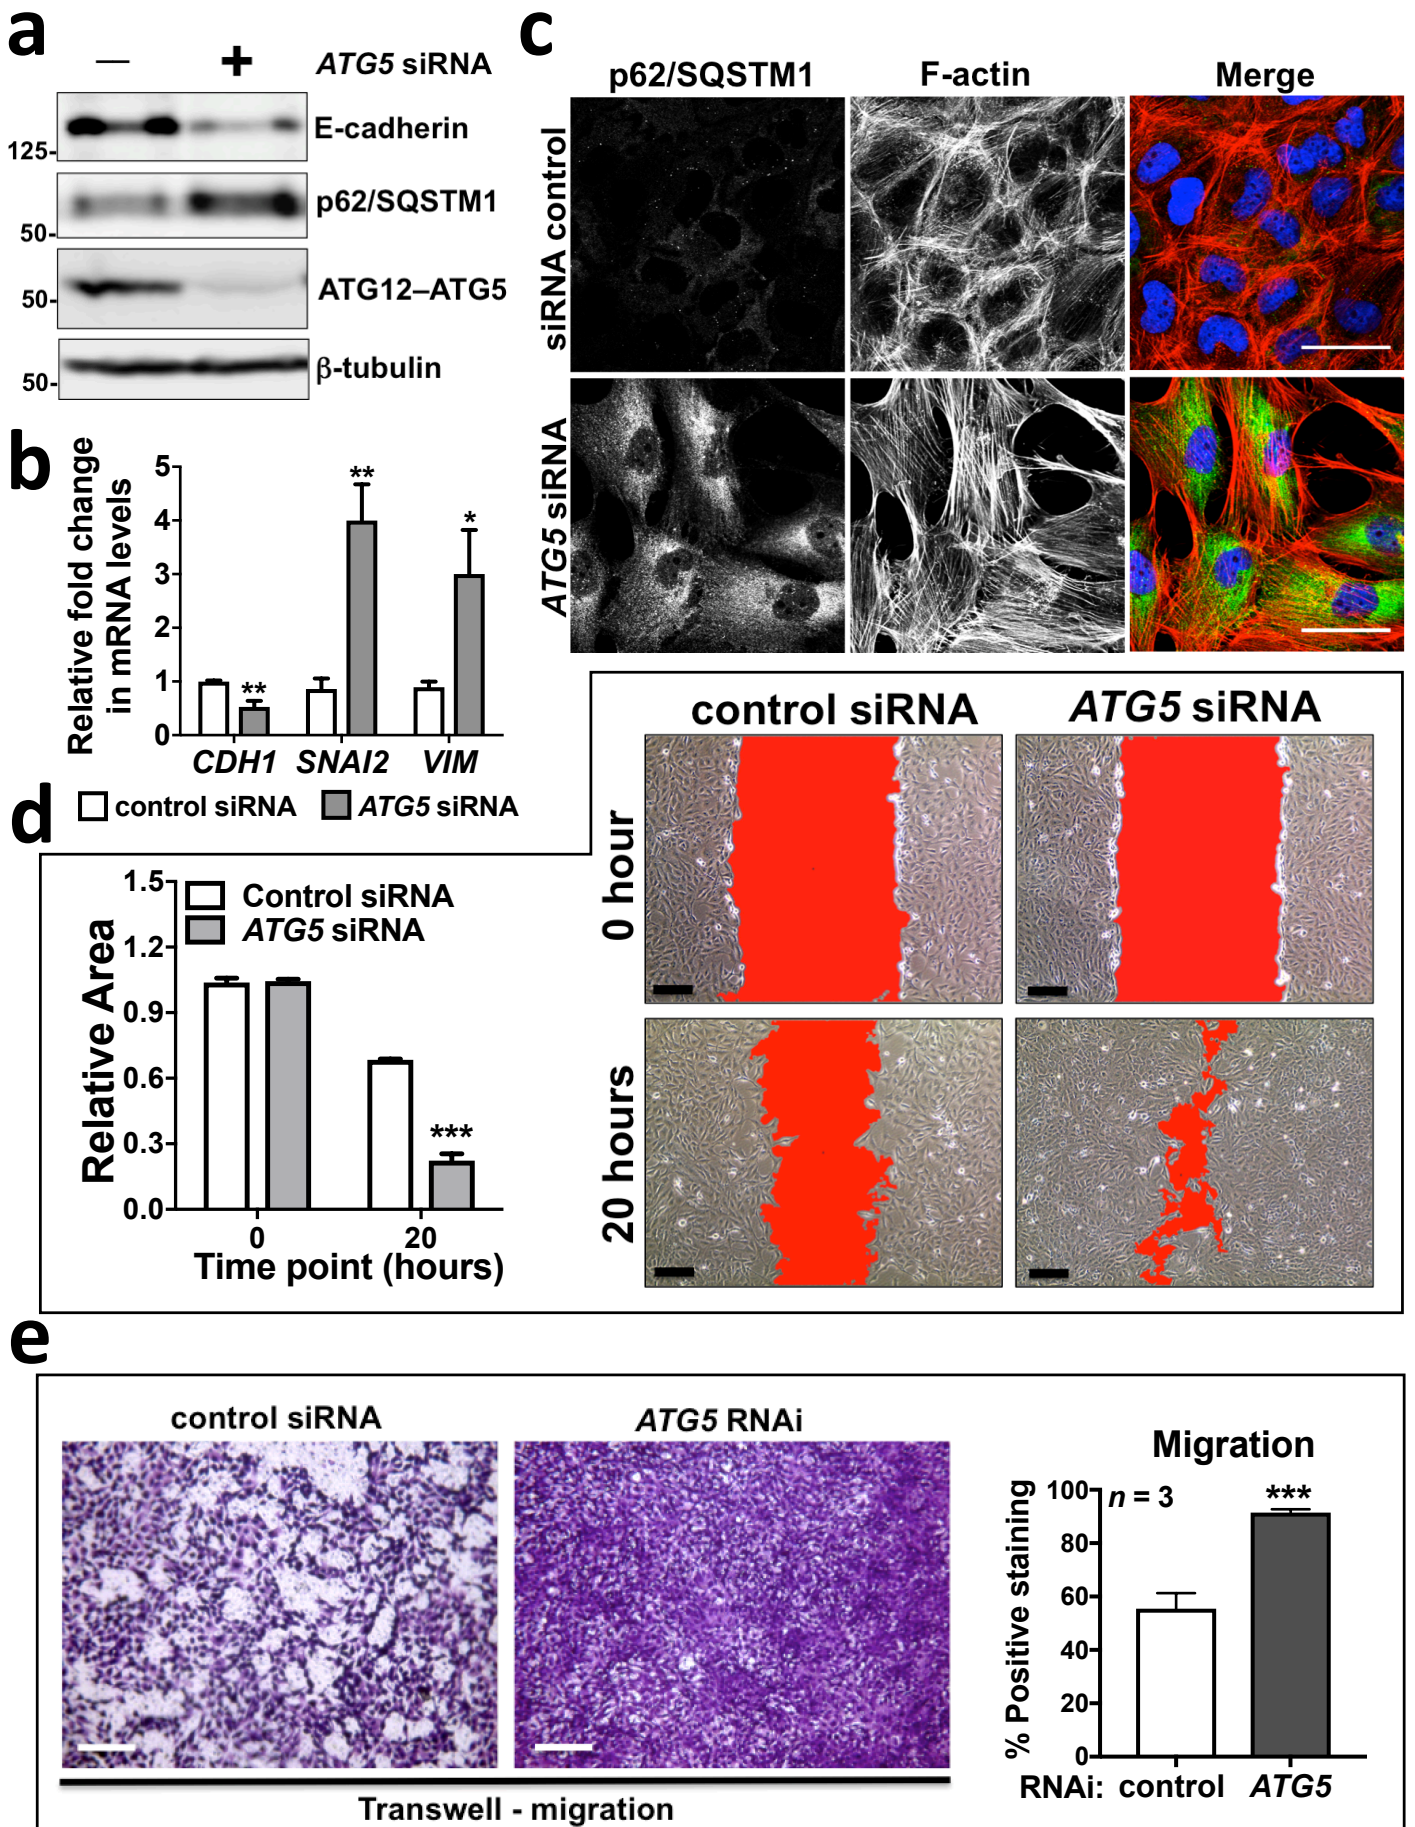 a
— + ATG5 siRNA
E-cadherin
125-
p62/SQSTM1
50-
ATG12–ATG5
50-
β-tubulin
50-
b
Relative fold change
in mRNA levels
5
4
3
2
1
0
**
**
*
CDH1 SNAI2 VIM
control siRNA ATG5 siRNA
c
p62/SQSTM1 F-actin Merge
siRNA control
ATG5 siRNA
d
Relative Area
1.5
1.2
0.9
0.6
0.3
0.0
Control siRNA
ATG5 siRNA
***
0 20
Time point (hours)
control siRNA ATG5 siRNA
0 hour
20 hours
e
control siRNA ATG5 RNAi
Transwell - migration
Migration
% Positive staining
100
80
60
40
20
0
n = 3
***
RNAi: control ATG5